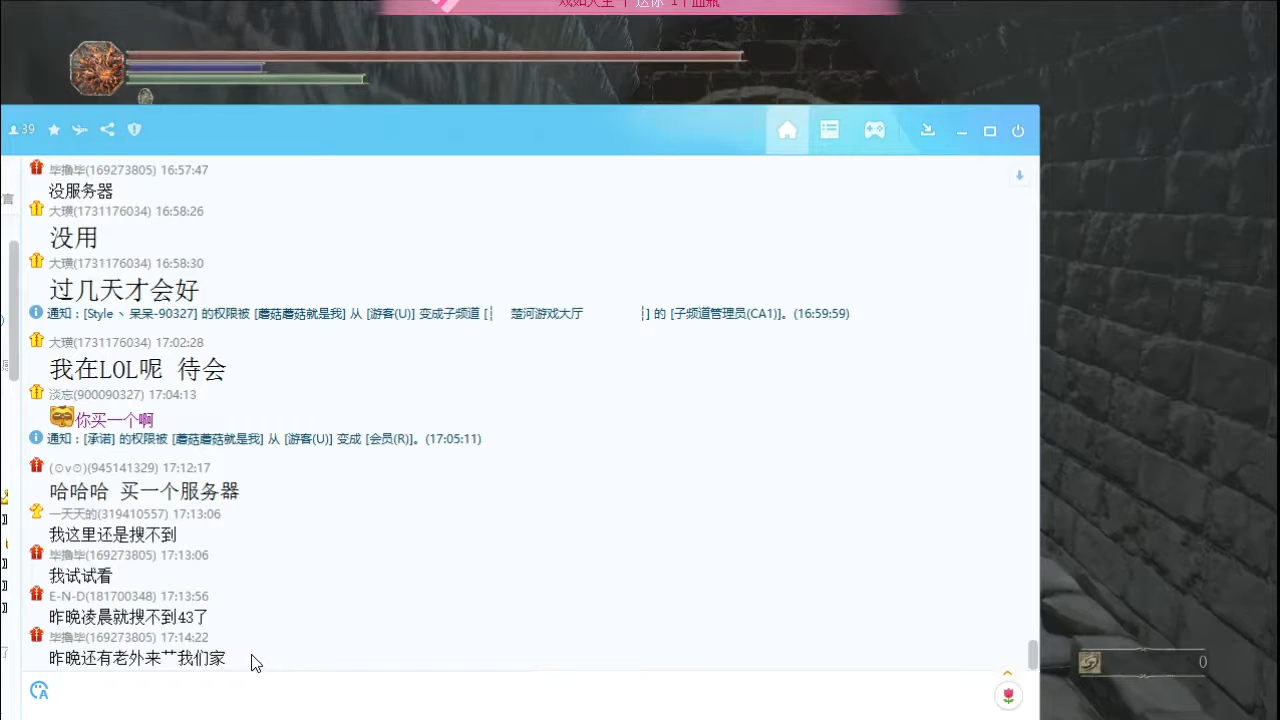 戏如人生 个 送你 1个血瓶
39
毕撸毕(169273805) 16:57:47
没服务器
大璜(1731176034) 16:58:26
没用
大璜(1731176034) 16:58:30
过几天才会好
通知：[Style丶呆呆-90327] 的权限被 [蘑菇蘑菇就是我] 从 [游客(U)] 变成子频道 [┆ 楚河游戏大厅 ┆] 的 [子频道管理员(CA1)]。(16:59:59)
大璜(1731176034) 17:02:28
我在LOL呢 待会
淡忘(900090327) 17:04:13
你买一个啊
通知：[承诺] 的权限被 [蘑菇蘑菇就是我] 从 [游客(U)] 变成 [会员(R)]。(17:05:11)
(⊙v⊙)(945141329) 17:12:17
哈哈哈 买一个服务器
一天天的(319410557) 17:13:06
我这里还是搜不到
毕撸毕(169273805) 17:13:06
我试试看
E-N-D(181700348) 17:13:56
昨晚凌晨就搜不到43了
毕撸毕(169273805) 17:14:22
昨晚还有老外来艹我们家
A
0